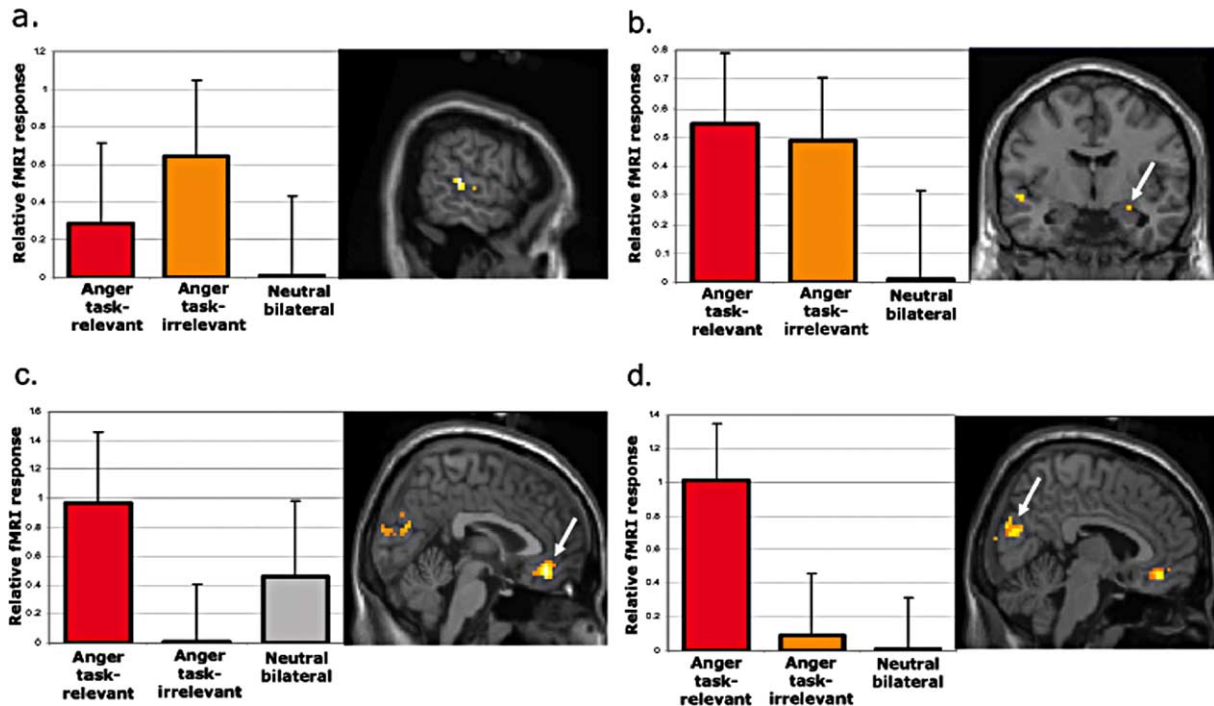 a.
Relative fMRI response
12
1
0.8
0.6
0.4
0.2
0
Anger
task-
relevant
Anger
task-
irrelevant
Neutral
bilateral
b.
Relative fMRI response
0.8
0.7
0.6
0.5
0.4
0.3
0.2
0.1
0
Anger
task-
relevant
Anger
task-
irrelevant
Neutral
bilateral
c.
Relative fMRI response
16
1.4
12
1
0.8
0.6
0.4
0.2
0
Anger
task-
relevant
Anger
task-
irrelevant
Neutral
bilateral
d.
Relative fMRI response
14
1.2
1
0.8
0.6
0.4
0.2
0
Anger
task-
relevant
Anger
task-
irrelevant
Neutral
bilateral